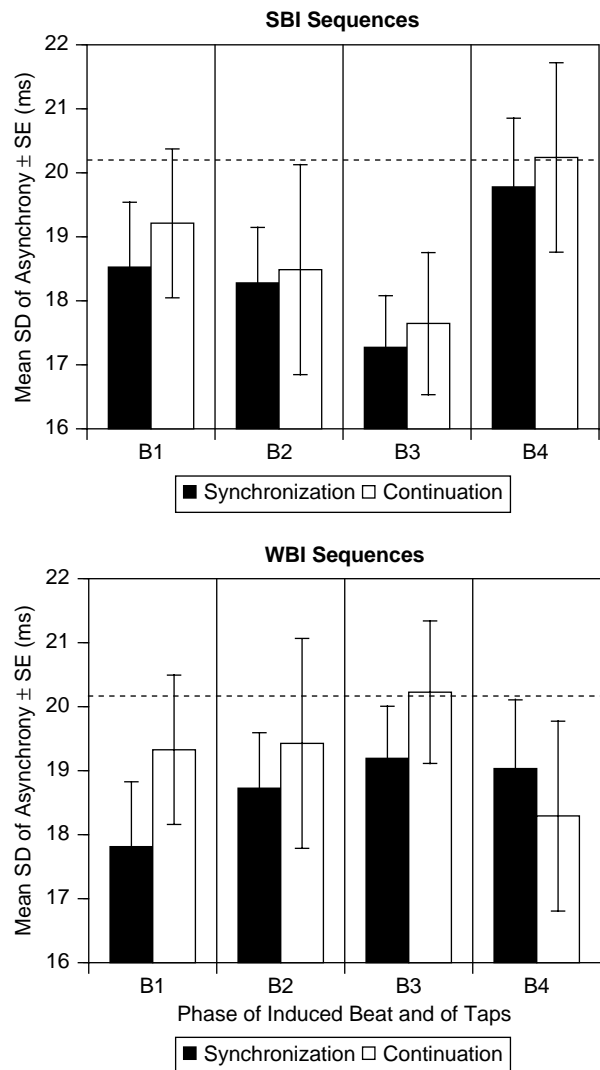 SBI Sequences
Mean SD of Asynchrony ± SE (ms)
22
21
20
19
18
17
16
B1 B2 B3 B4
■ Synchronization □ Continuation
WBI Sequences
Mean SD of Asynchrony ± SE (ms)
22
21
20
19
18
17
16
B1 B2 B3 B4
Phase of Induced Beat and of Taps
■ Synchronization □ Continuation